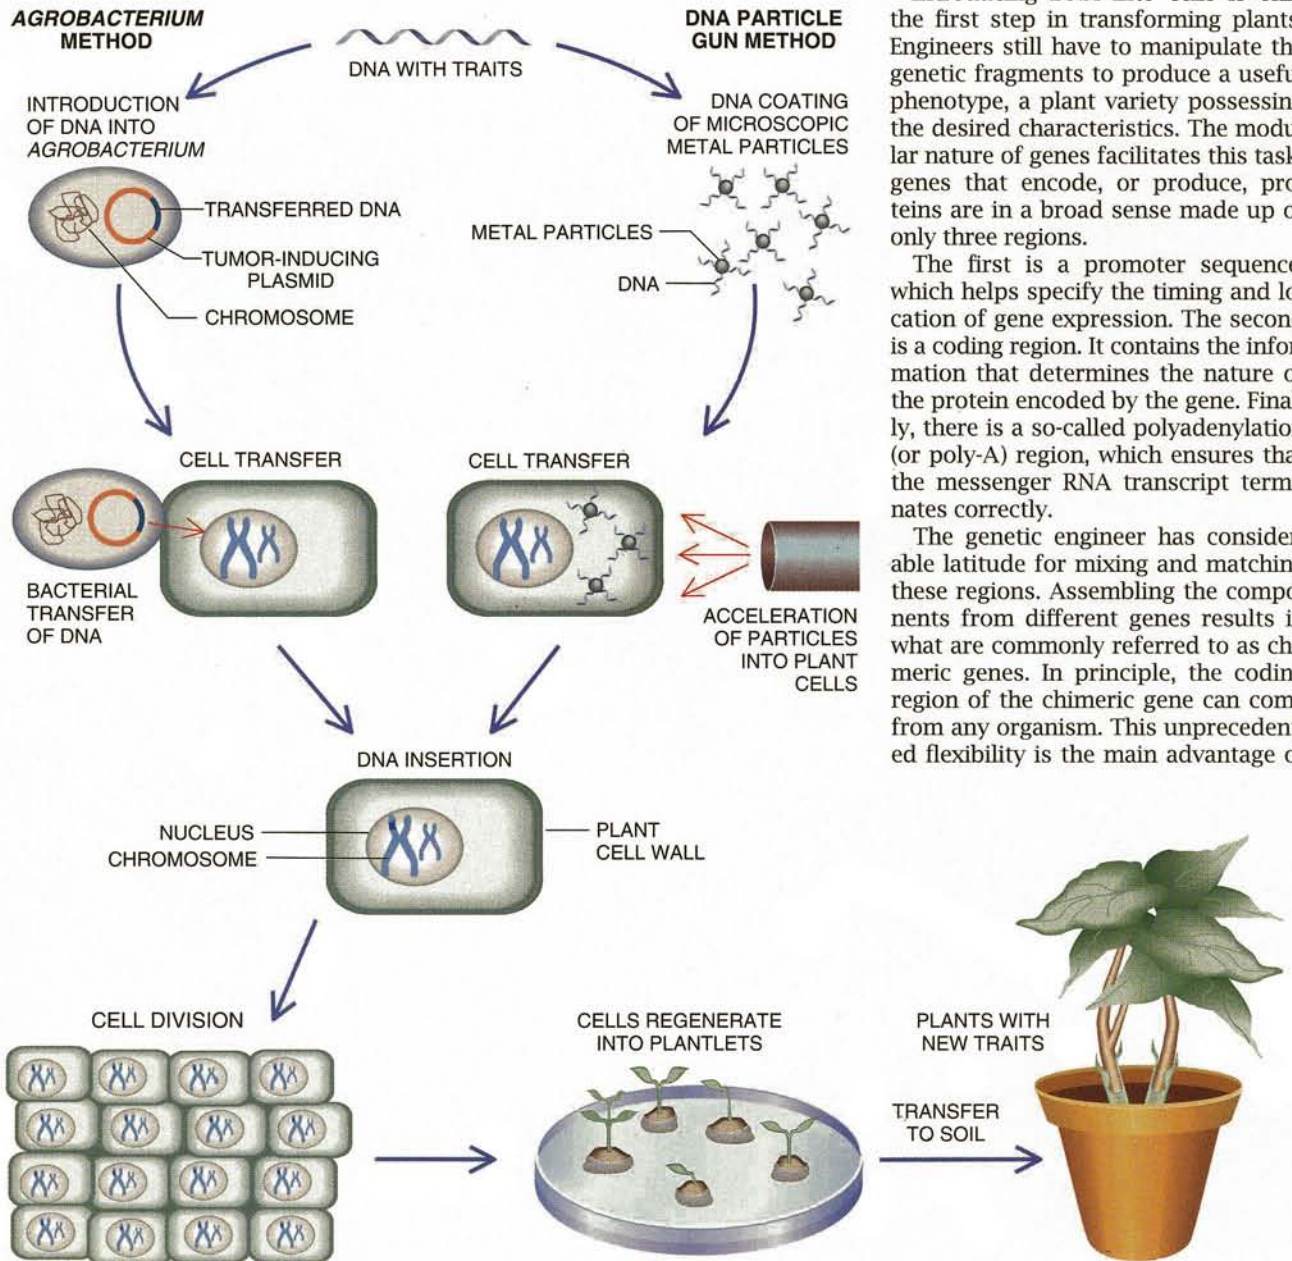 AGROBACTERIUM
METHOD
DNA WITH TRAITS
DNA PARTICLE
GUN METHOD
INTRODUCTION
OF DNA INTO
AGROBACTERIUM
TRANSFERRED DNA
TUMOR-INDUCING
PLASMID
CHROMOSOME
DNA COATING
OF MICROSCOPIC
METAL PARTICLES
METAL PARTICLES
DNA
CELL TRANSFER
BACTERIAL
TRANSFER
OF DNA
CELL TRANSFER
ACCELERATION
OF PARTICLES
INTO PLANT
CELLS
DNA INSERTION
NUCLEUS
CHROMOSOME
PLANT
CELL WALL
CELL DIVISION
CELLS REGENERATE
INTO PLANTLETS
PLANTS WITH
NEW TRAITS
TRANSFER
TO SOIL
the first step in transforming plants
Engineers still have to manipulate th
genetic fragments to produce a usefu
phenotype, a plant variety possessin
the desired characteristics. The modu
lar nature of genes facilitates this task
genes that encode, or produce, pro
teins are in a broad sense made up o
only three regions.
The first is a promoter sequence
which helps specify the timing and lo
cation of gene expression. The secon
is a coding region. It contains the infor
mation that determines the nature o
the protein encoded by the gene. Final
ly, there is a so-called polyadenylatio
(or poly-A) region, which ensures tha
the messenger RNA transcript term
nates correctly.
The genetic engineer has consider
able latitude for mixing and matchin
these regions. Assembling the compo
nents from different genes results i
what are commonly referred to as ch
meric genes. In principle, the codin
region of the chimeric gene can com
from any organism. This unprecedent
ed flexibility is the main advantage o